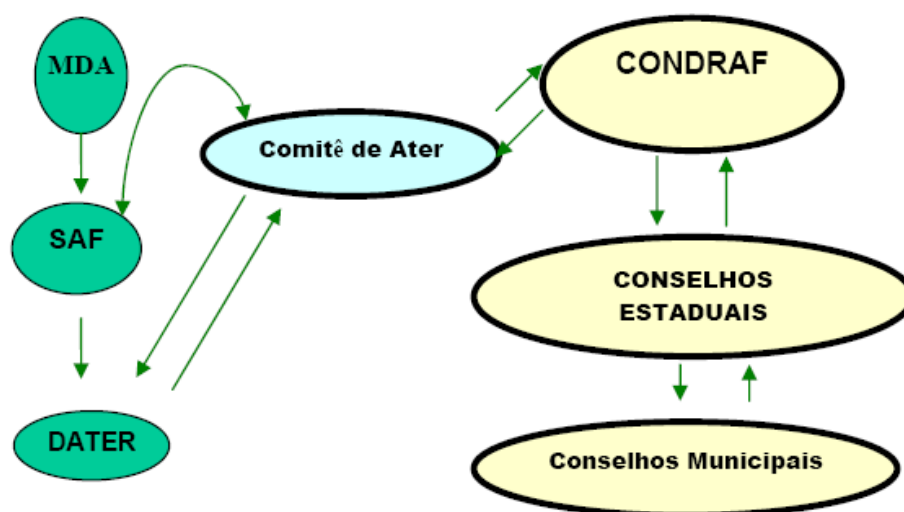 MDA
CONDRAF
Comitê de Ater
SAF
CONSELHOS
ESTADUAIS
DATER
Conselhos Municipais